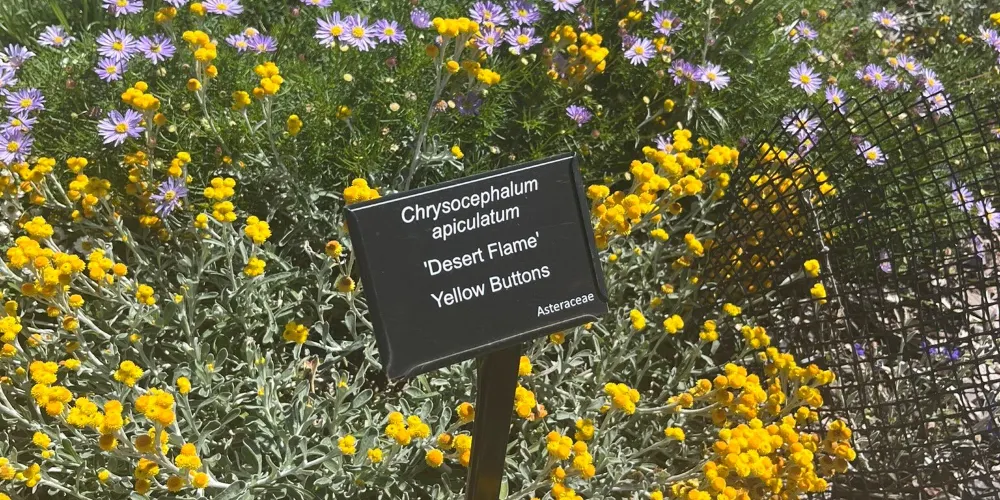 Chrysocephalum
apiculatum
'Desert Flame'
Yellow Buttons
Asteraceae